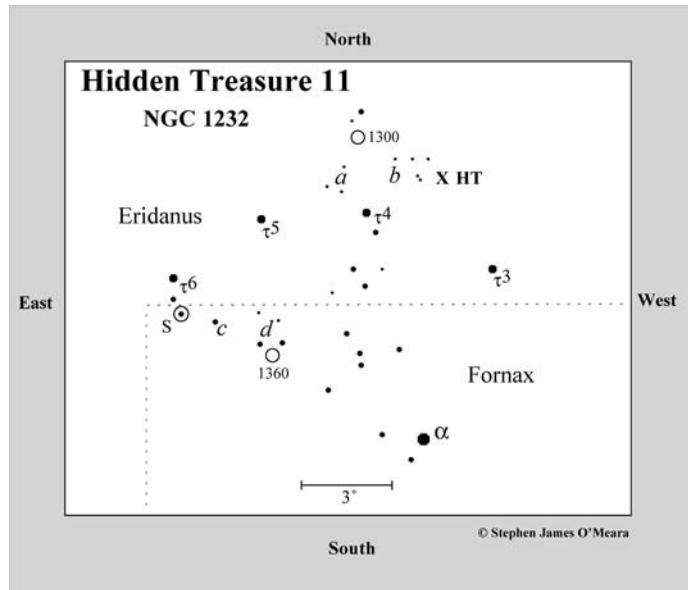 North
Hidden Treasure 11
NGC 1232
1300
a
b
X HT
Eridanus
τ4
τ5
τ3
τ6
East
West
S
c
d
1360
Fornax
α
3°
© Stephen James O'Meara
South